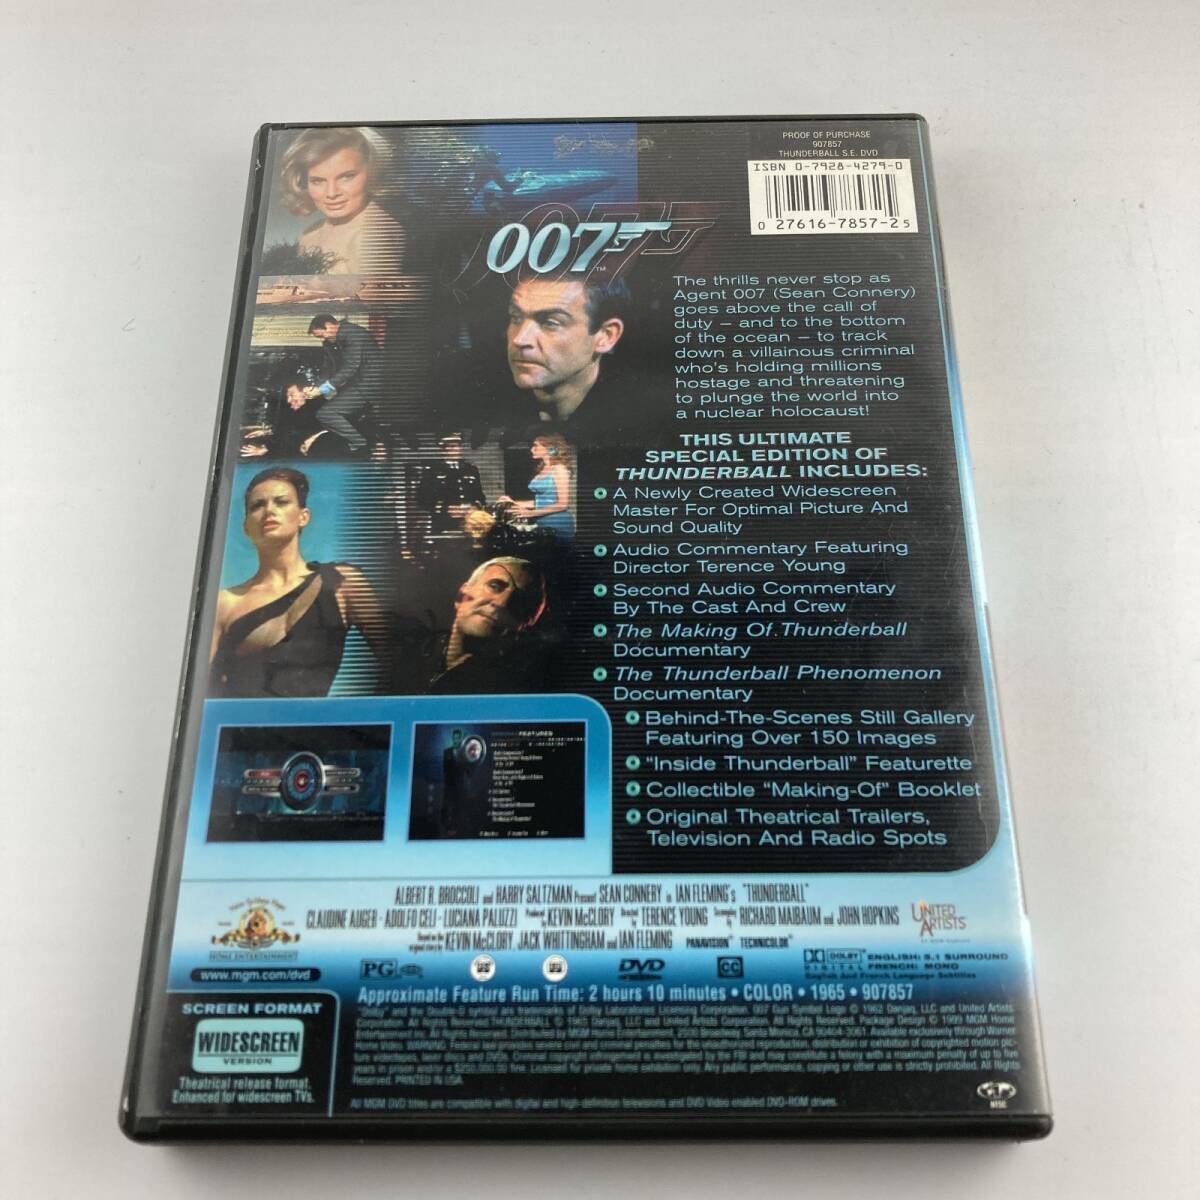 PROOF OF PURCHASE
907857
THUNDERBALL S.E. DVD
ISBN 0-7928-4279-0
0 27616-7857-2 5
007
TM
The thrills never stop as
Agent 007 (Sean Connery)
goes above the call of
duty – and to the bottom
of the ocean – to track
down a villainous criminal
who's holding millions
hostage and threatening
to plunge the world into
a nuclear holocaust!
THIS ULTIMATE
SPECIAL EDITION OF
THUNDERBALL INCLUDES:
A Newly Created Widescreen
Master For Optimal Picture And
Sound Quality
Audio Commentary Featuring
Director Terence Young
Second Audio Commentary
By The Cast And Crew
The Making Of Thunderball
Documentary
The Thunderball Phenomenon
Documentary
Behind-The-Scenes Still Gallery
Featuring Over 150 Images
"Inside Thunderball" Featurette
Collectible "Making-Of" Booklet
Original Theatrical Trailers,
Television And Radio Spots
FEATURES
ALBERT R. BROCCOLI and HARRY SALTZMAN Present SEAN CONNERY in IAN FLEMING'S "THUNDERBALL"
CLAUDINE AUGER · ADOLFO CELI · LUCIANA PALUZZI Produced by KEVIN McCLORY Directed by TERENCE YOUNG Screenplay by RICHARD MAIBAUM and JOHN HOPKINS
Based on the original story by KEVIN McCLORY, JACK WHITTINGHAM and IAN FLEMING PANAVISION® TECHNICOLOR®
UNITED ARTISTS
HOME ENTERTAINMENT
www.mgm.com/dvd
PG
DVD
CC
DOLBY DIGITAL
ENGLISH: 5.1 SURROUND
FRENCH: MONO
English And French Language Subtitles
Approximate Feature Run Time: 2 hours 10 minutes • COLOR • 1965 • 907857
SCREEN FORMAT
WIDESCREEN
VERSION
Theatrical release format.
Enhanced for widescreen TVs.
Reserved. PRINTED IN USA.
All MGM DVD titles are compatible with digital and high-definition televisions and DVD Video enabled DVD-ROM drives.
NTSC